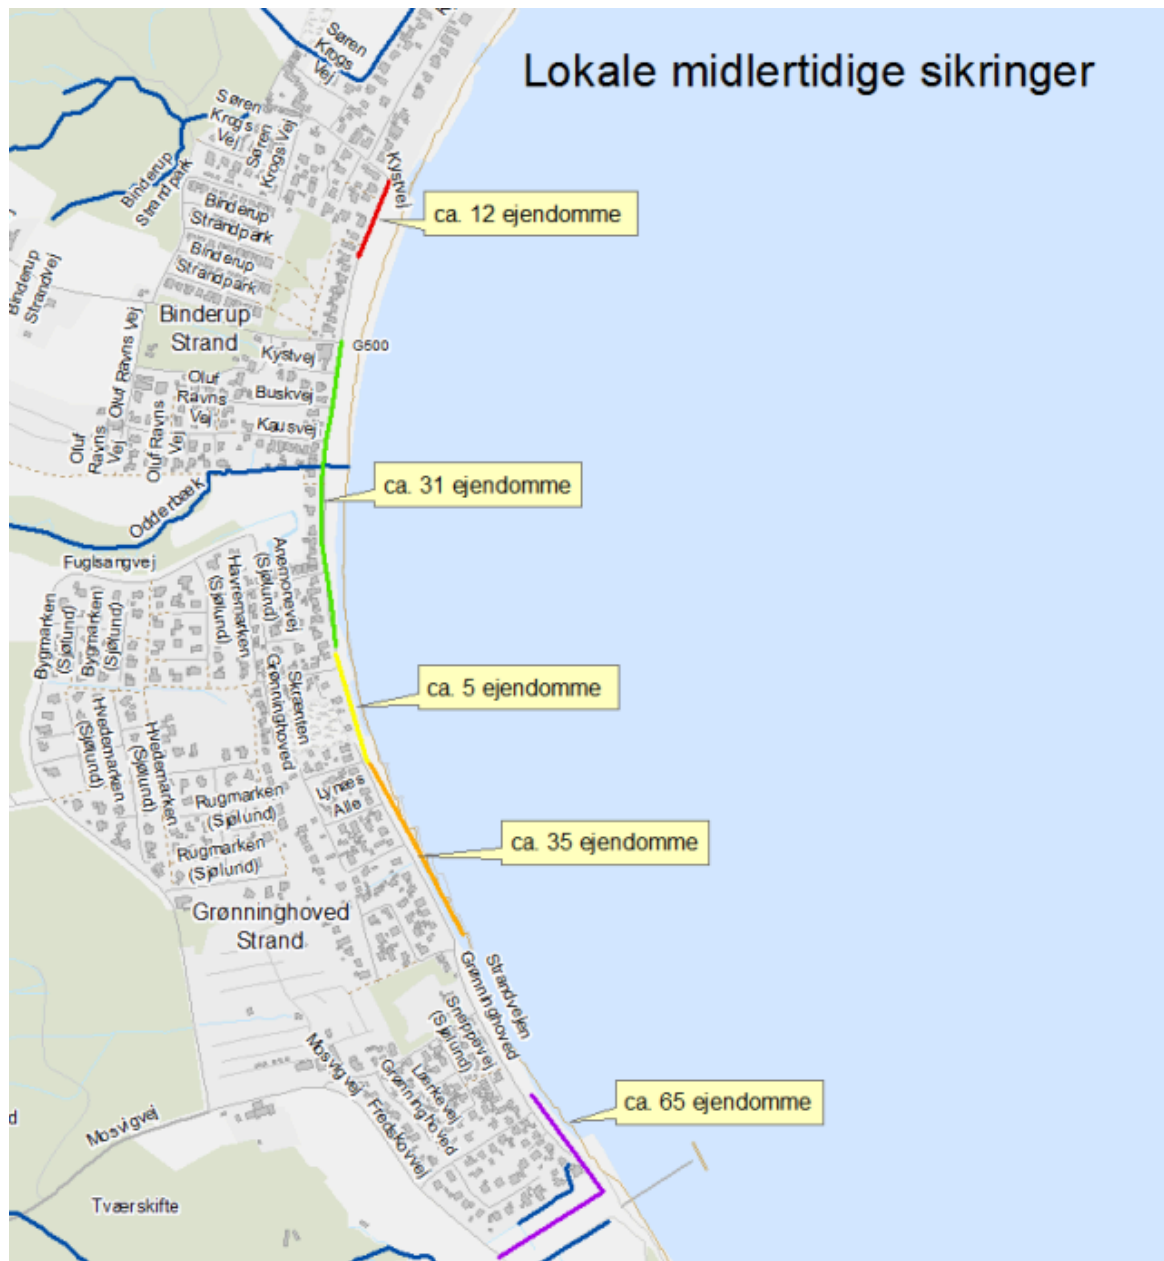 Lokale midlertidige sikringer
Søren
Krogs
Vej
Søren
Krogs
Vej
Søren
Krogs Vej
Kystvej
Binderup
Strandpark
ca. 12 ejendomme
Binderup
Strandpark
Binderup
Strandpark
Binderup
Strandvej
Binderup
Strand
G600
Kystvej
Oluf Ravns Vej
Oluf
Ravns
Vej
Buskvej
Oluf
Ravns
Vej
Oluf Ravns
Vej
Kausvej
ca. 31 ejendomme
Odderbæk
Fuglsangvej
Anemonevej
(Sjølund)
Havremarken
(Sjølund)
Bygmarken
(Sjølund)
Bygmarken
(Sjølund)
Skrænten
Grønninghoved
ca. 5 ejendomme
Hvedemarken
(Sjølund)
Hvedemarken
(Sjølund)
Lynæs
Alle
Rugmarken
(Sjølund)
ca. 35 ejendomme
Rugmarken
(Sjølund)
Grønninghoved
Strand
Strandvejen
Grønninghoved
Sneppevej
(Sjølund)
Mosvigvej
Lærkevej
Grønninghoved
Fredskovvej
ca. 65 ejendomme
d
Mosvigvej
Tværskifte